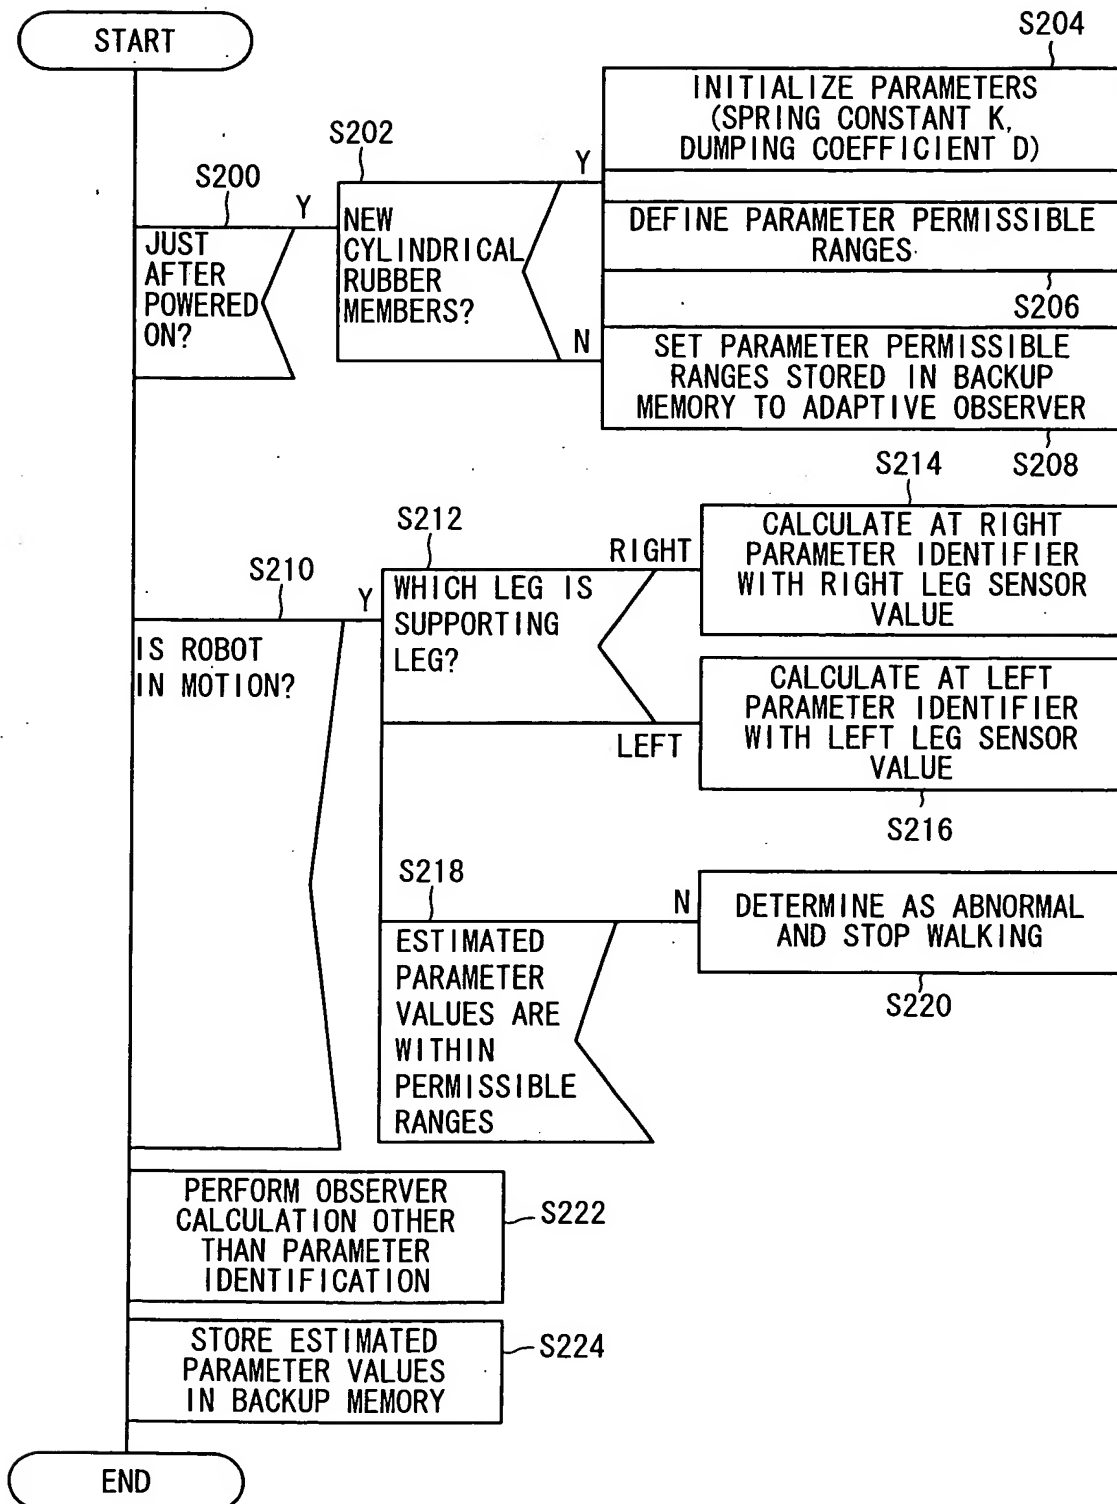 START
S204
INITIALIZE PARAMETERS
(SPRING CONSTANT K,
DUMPING COEFFICIENT D)
S202
Y
S200
Y
NEW
CYLINDRICAL
RUBBER
MEMBERS?
DEFINE PARAMETER PERMISSIBLE
RANGES
JUST
AFTER
POWERED
ON?
S206
N
SET PARAMETER PERMISSIBLE
RANGES STORED IN BACKUP
MEMORY TO ADAPTIVE OBSERVER
S208
S214
S212
RIGHT
CALCULATE AT RIGHT
PARAMETER IDENTIFIER
WITH RIGHT LEG SENSOR
VALUE
S210
Y
WHICH LEG IS
SUPPORTING
LEG?
IS ROBOT
IN MOTION?
CALCULATE AT LEFT
PARAMETER IDENTIFIER
WITH LEFT LEG SENSOR
VALUE
LEFT
S216
S218
N
DETERMINE AS ABNORMAL
AND STOP WALKING
S220
ESTIMATED
PARAMETER
VALUES ARE
WITHIN
PERMISSIBLE
RANGES
PERFORM OBSERVER
CALCULATION OTHER
THAN PARAMETER
IDENTIFICATION
S222
STORE ESTIMATED
PARAMETER VALUES
IN BACKUP MEMORY
S224
END